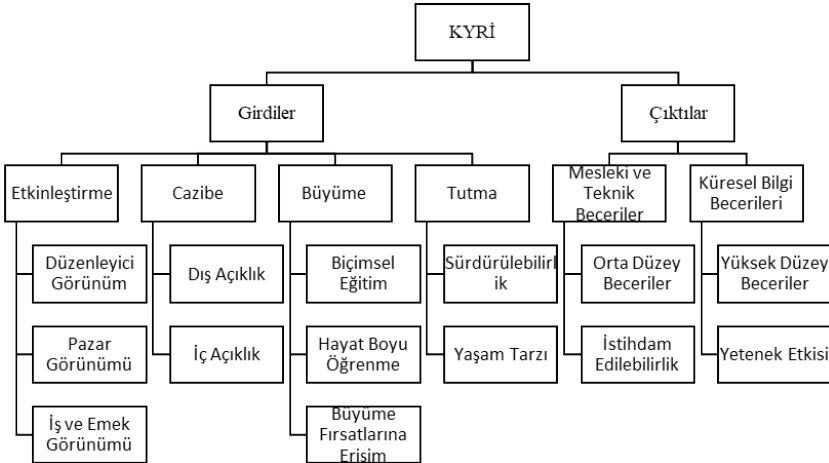 KYRİ
Girdiler
Çıktılar
Etkinleştirme
Cazibe
Büyüme
Tutma
Mesleki ve
Teknik
Beceriler
Küresel Bilgi
Becerileri
Düzenleyici
Görünüm
Dış Açıklık
Biçimsel
Eğitim
Sürdürülebilirl
ik
Orta Düzey
Beceriler
Yüksek Düzey
Beceriler
Pazar
Görünümü
İç Açıklık
Hayat Boyu
Öğrenme
Yaşam Tarzı
İstihdam
Edilebilirlik
Yetenek Etkisi
İş ve Emek
Görünümü
Büyüme
Fırsatlarına
Erişim